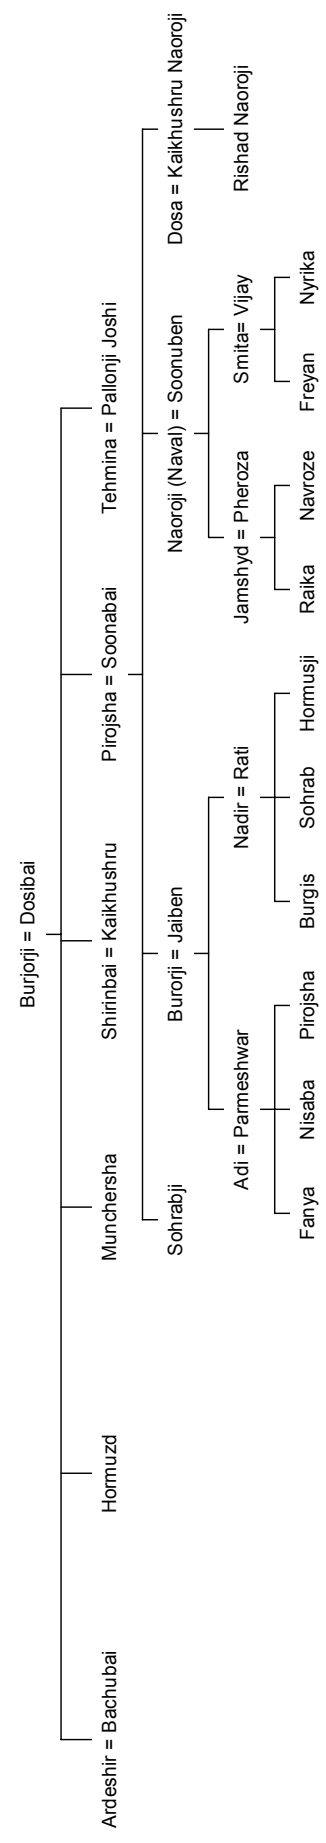 Burjorji = Dosibai
Ardeshir = Bachubai
Hormuzd
Munchersha
Shirinbai = Kaikhushru
Pirojsha = Soonabai
Tehmina = Pallonji Joshi
Sohrabji
Burorji = Jaiben
Naoroji (Naval) = Soonuben
Dosa = Kaikhushru Naoroji
Adi = Parmeshwar
Nadir = Rati
Jamshyd = Pheroza
Smita= Vijay
Rishad Naoroji
Fanya
Nisaba
Pirojsha
Burgis
Sohrab
Hormusji
Raika
Navroze
Freyan
Nyrika